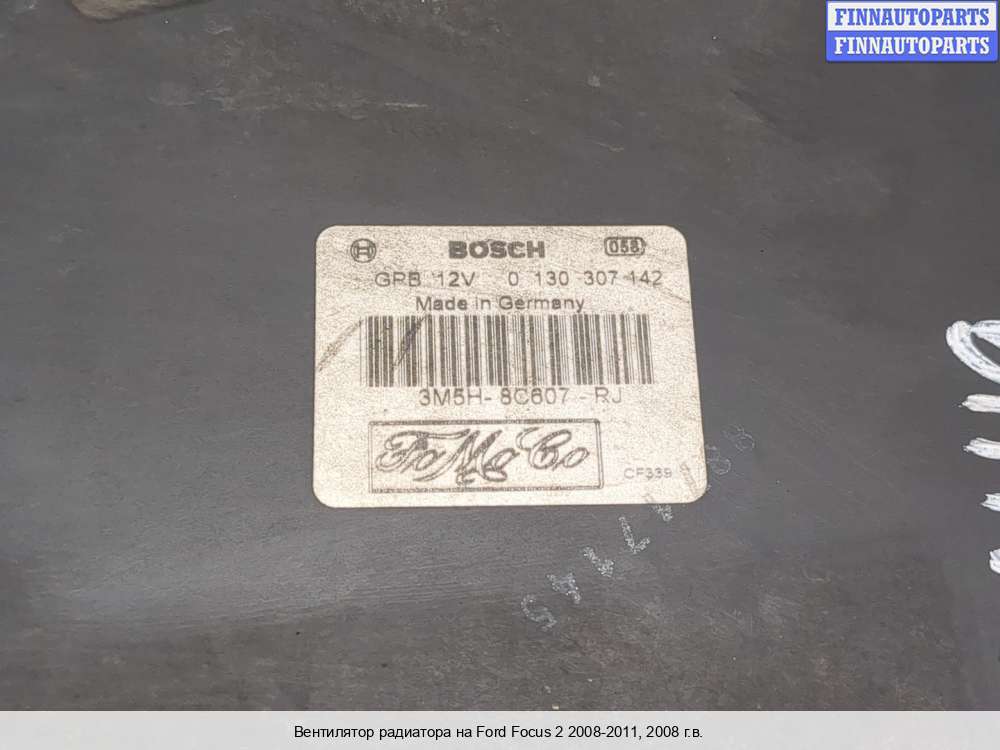 FINNAUTOPARTS
FINNAUTOPARTS
BOSCH 058
GPB 12V 0 130 307 142
Made in Germany
3M5H-8C607-RJ
FoMoCo
CF339
Вентилятор радиатора на Ford Focus 2 2008-2011, 2008 г.в.